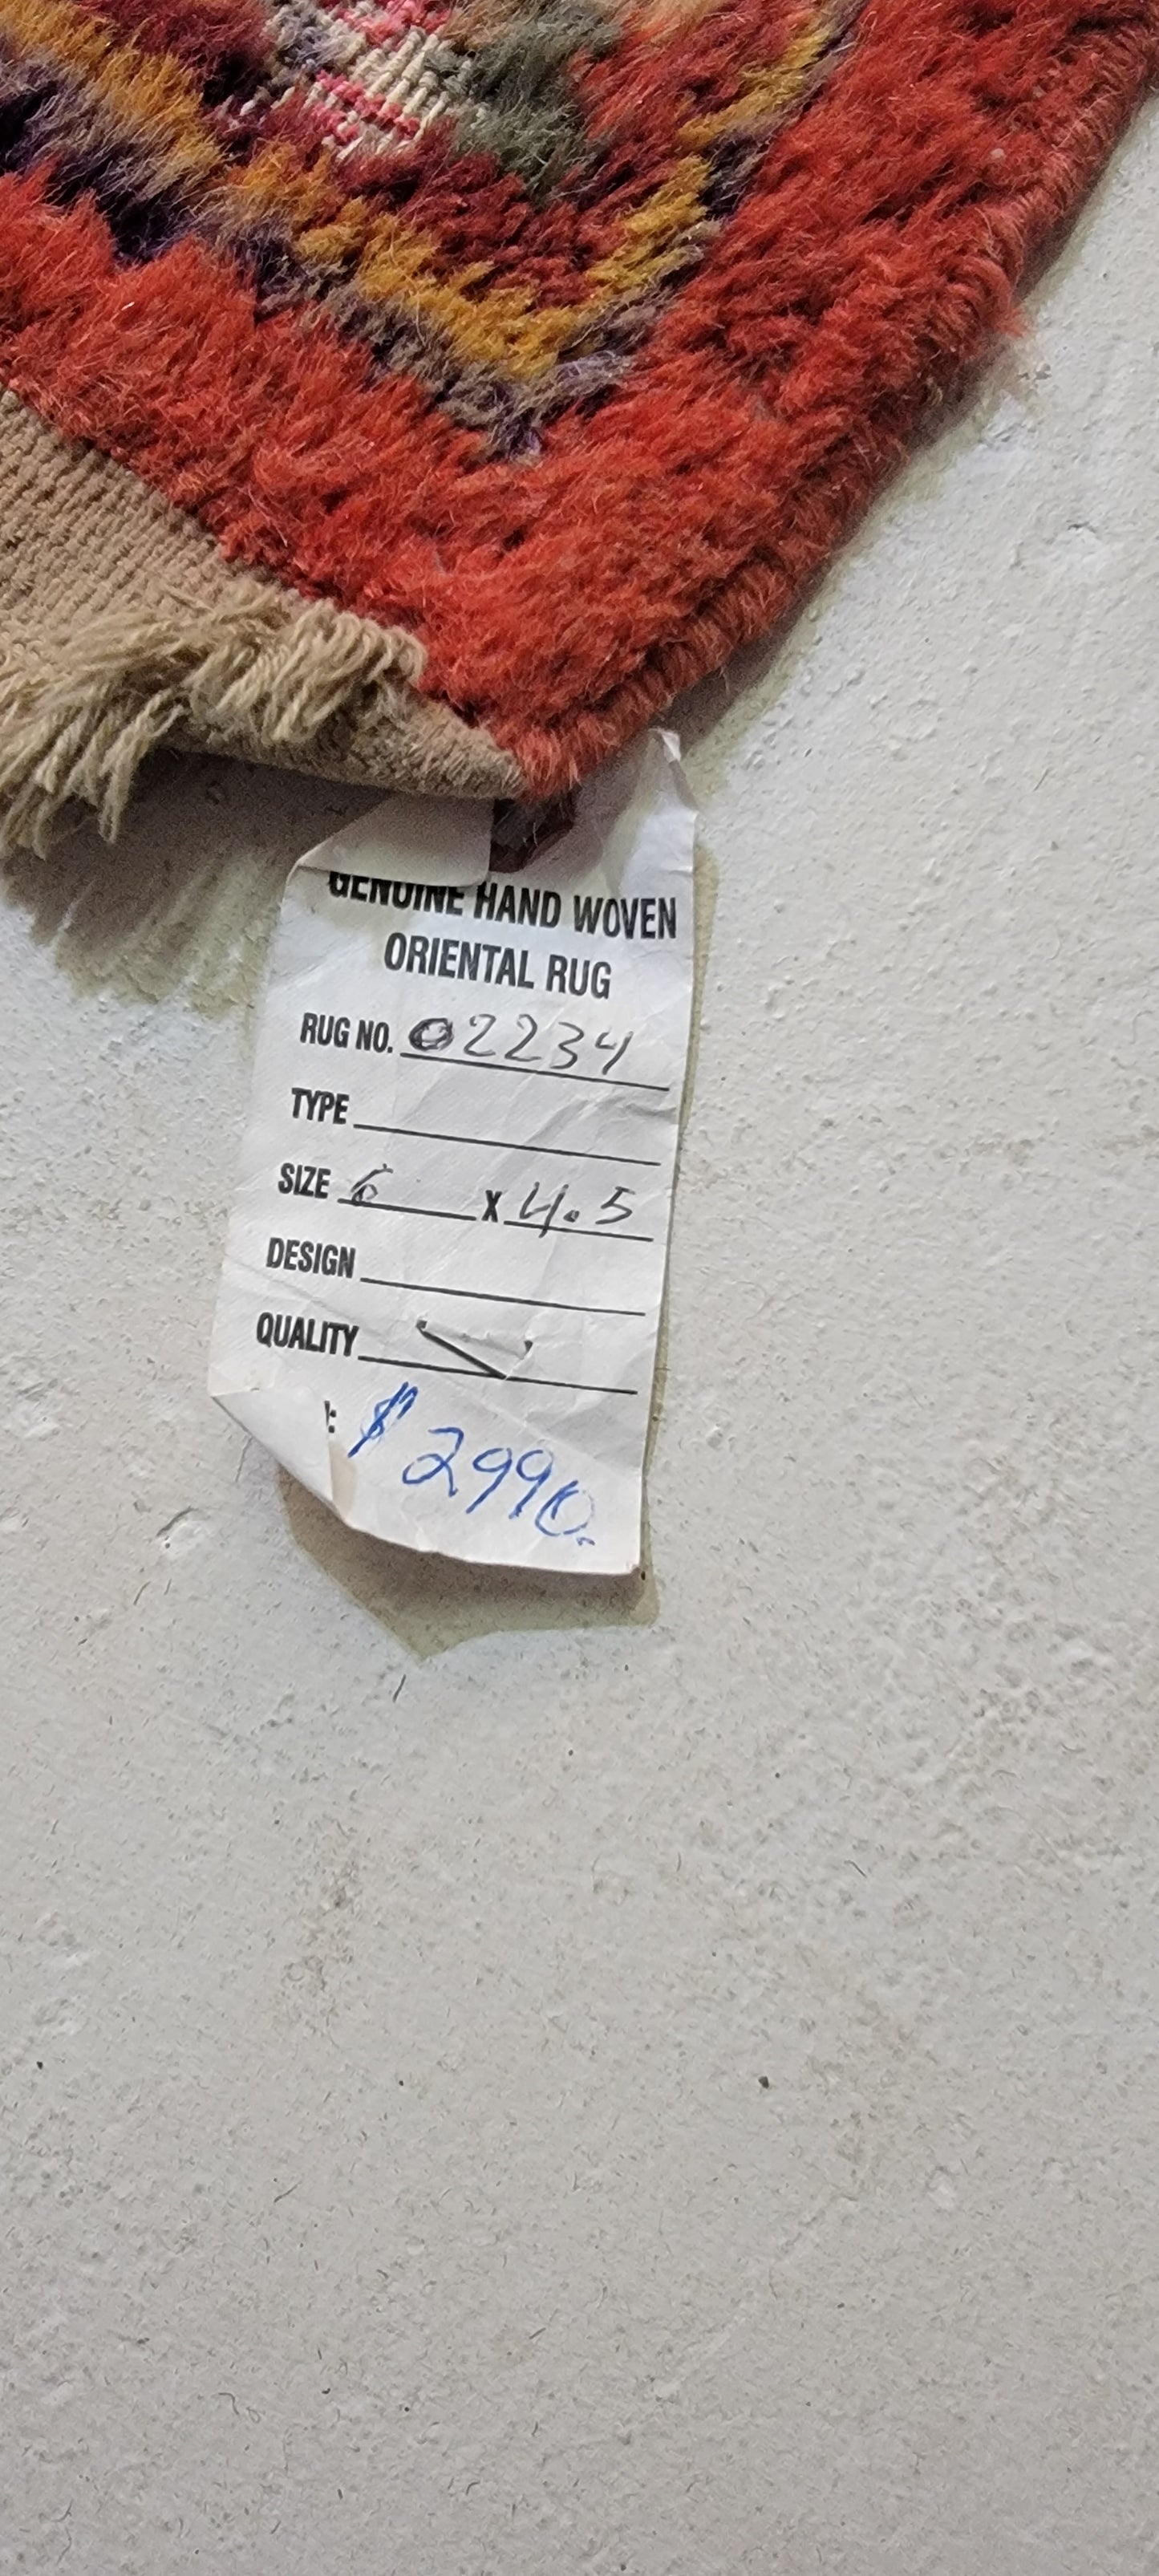 GENUINE HAND WOVEN
ORIENTAL RUG
RUG NO. 02234
TYPE
SIZE 6 X 4.5
DESIGN
QUALITY
: $2990.